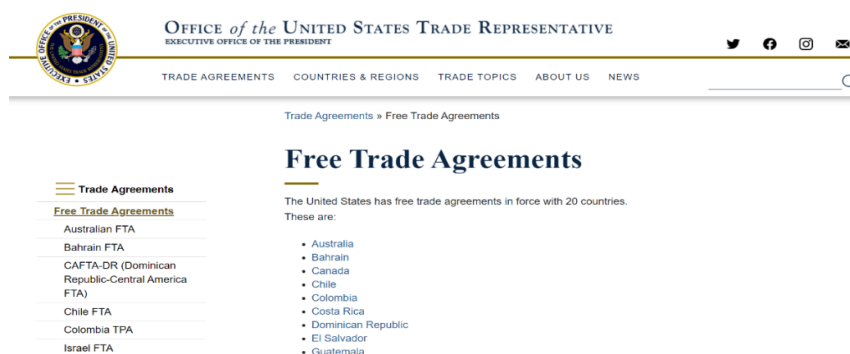 OFFICE of the UNITED STATES TRADE REPRESENTATIVE
EXECUTIVE OFFICE OF THE PRESIDENT
TRADE AGREEMENTS COUNTRIES & REGIONS TRADE TOPICS ABOUT US NEWS
Trade Agreements » Free Trade Agreements
Free Trade Agreements
Trade Agreements
Free Trade Agreements
Australian FTA
Bahrain FTA
CAFTA-DR (Dominican
Republic-Central America
FTA)
Chile FTA
Colombia TPA
Israel FTA
The United States has free trade agreements in force with 20 countries.
These are:
• Australia
• Bahrain
• Canada
• Chile
• Colombia
• Costa Rica
• Dominican Republic
• El Salvador
• Guatemala